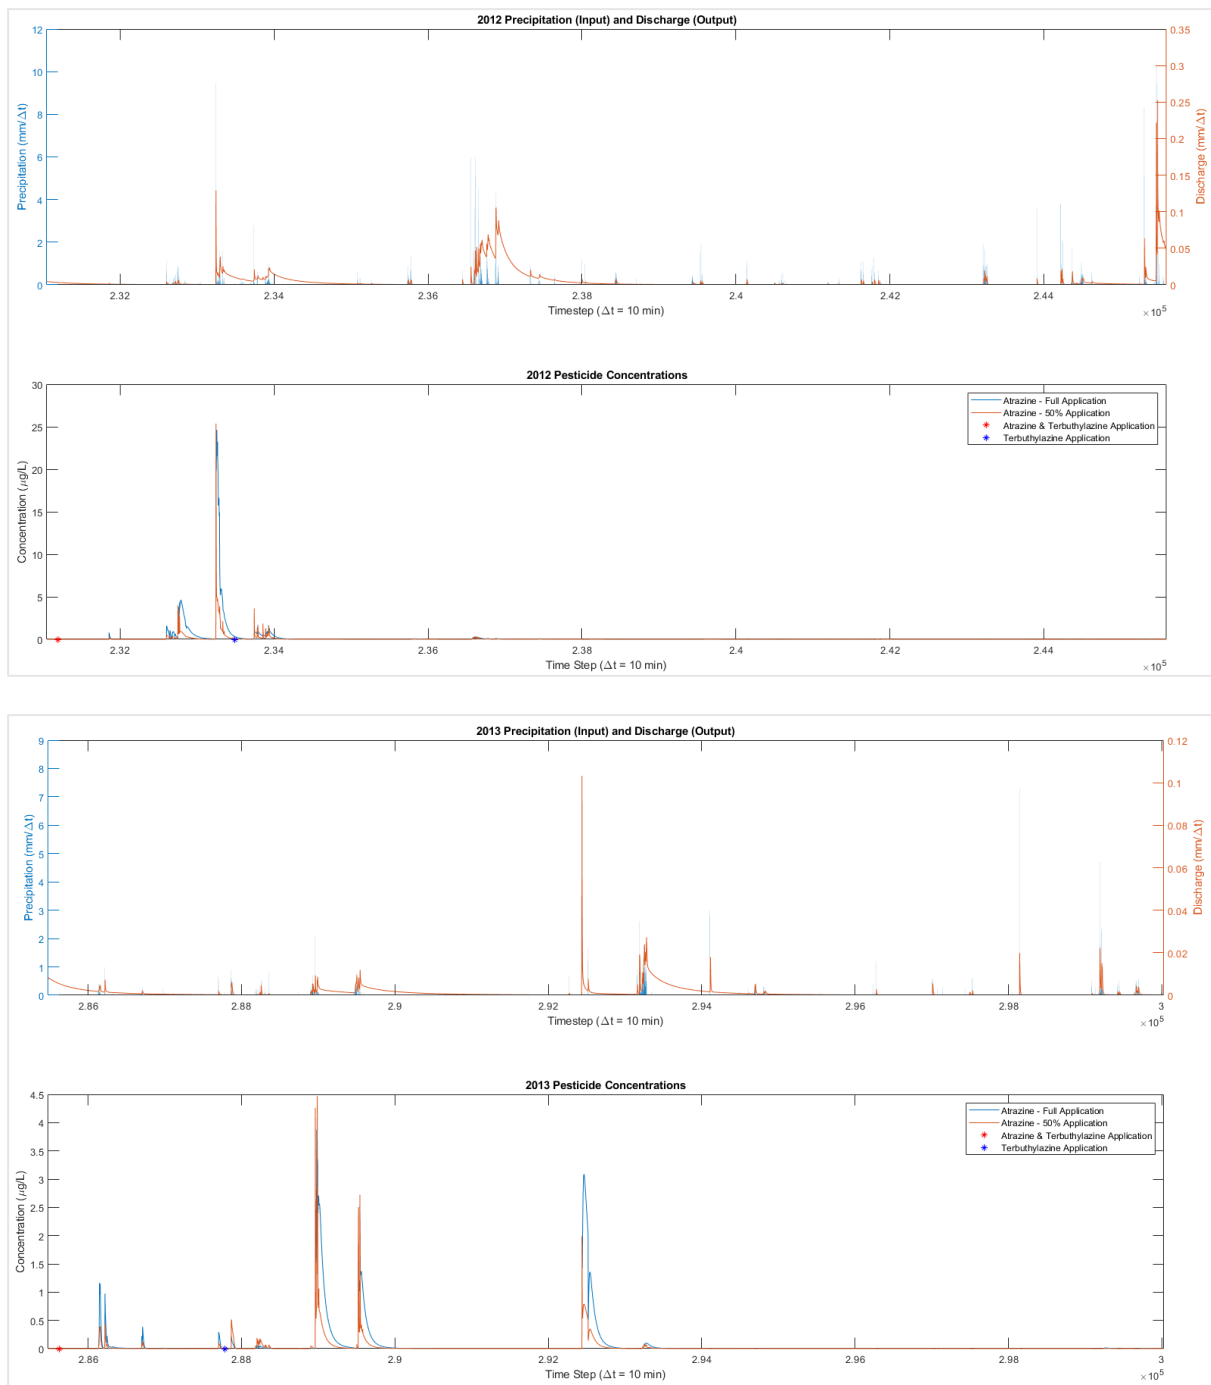 2012 Precipitation (Input) and Discharge (Output)
Precipitation (mm/Δt)
12
10
8
6
4
2
0
Discharge (mm/Δt)
0.35
0.3
0.25
0.2
0.15
0.1
0.05
0
2.32 2.34 2.36 2.38 2.4 2.42 2.44
Timestep (Δt = 10 min)
×10⁵
2012 Pesticide Concentrations
Concentration (μg/L)
30
25
20
15
10
5
0
Atrazine - Full Application
Atrazine - 50% Application
Atrazine & Terbuthylazine Application
Terbuthylazine Application
2.32 2.34 2.36 2.38 2.4 2.42 2.44
Time Step (Δt = 10 min)
×10⁵
2013 Precipitation (Input) and Discharge (Output)
Precipitation (mm/Δt)
9
8
7
6
5
4
3
2
1
0
Discharge (mm/Δt)
0.12
0.1
0.08
0.06
0.04
0.02
0
2.86 2.88 2.9 2.92 2.94 2.96 2.98 3
Timestep (Δt = 10 min)
×10⁵
2013 Pesticide Concentrations
Concentration (μg/L)
4.5
4
3.5
3
2.5
2
1.5
1
0.5
0
Atrazine - Full Application
Atrazine - 50% Application
Atrazine & Terbuthylazine Application
Terbuthylazine Application
2.86 2.88 2.9 2.92 2.94 2.96 2.98 3
Time Step (Δt = 10 min)
×10⁵